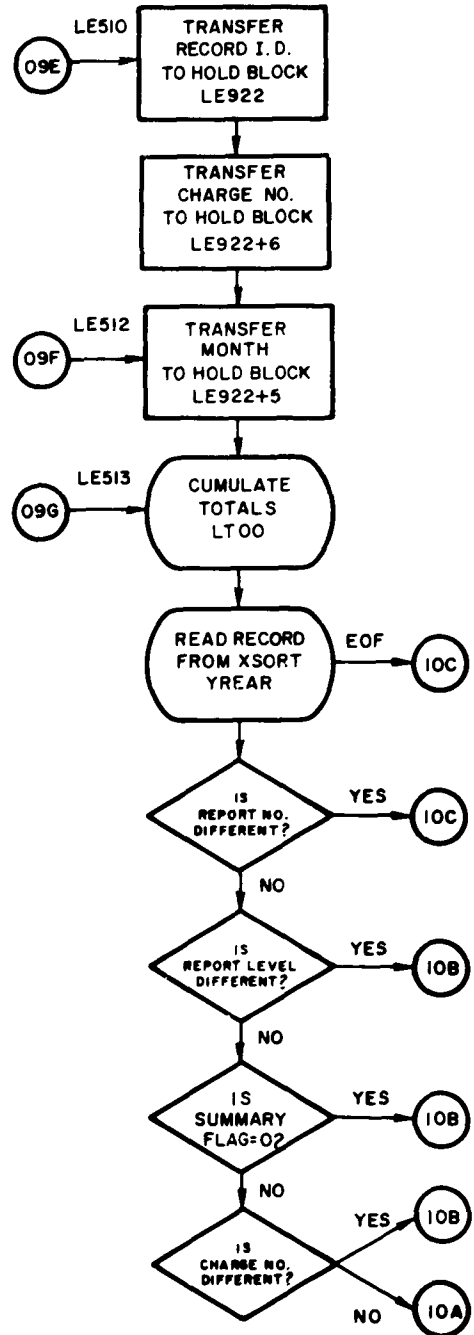 LE510
09E
TRANSFER
RECORD I.D.
TO HOLD BLOCK
LE922
TRANSFER
CHARGE NO.
TO HOLD BLOCK
LE922+6
LE512
09F
TRANSFER
MONTH
TO HOLD BLOCK
LE922+5
LE513
09G
CUMULATE
TOTALS
LT00
READ RECORD
FROM XSORT
YREAR
EOF
10C
IS
REPORT NO.
DIFFERENT?
YES
10C
NO
IS
REPORT LEVEL
DIFFERENT?
YES
10B
NO
IS
SUMMARY
FLAG=0?
YES
10B
NO
IS
CHARGE NO.
DIFFERENT?
YES
10B
NO
10A